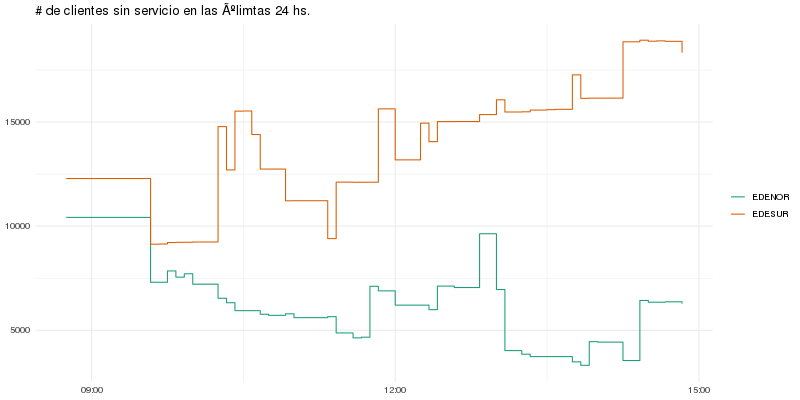 # de clientes sin servicio en las Ãºlimtas 24 hs.
15000
10000
5000
09:00
12:00
15:00
EDENOR
EDESUR